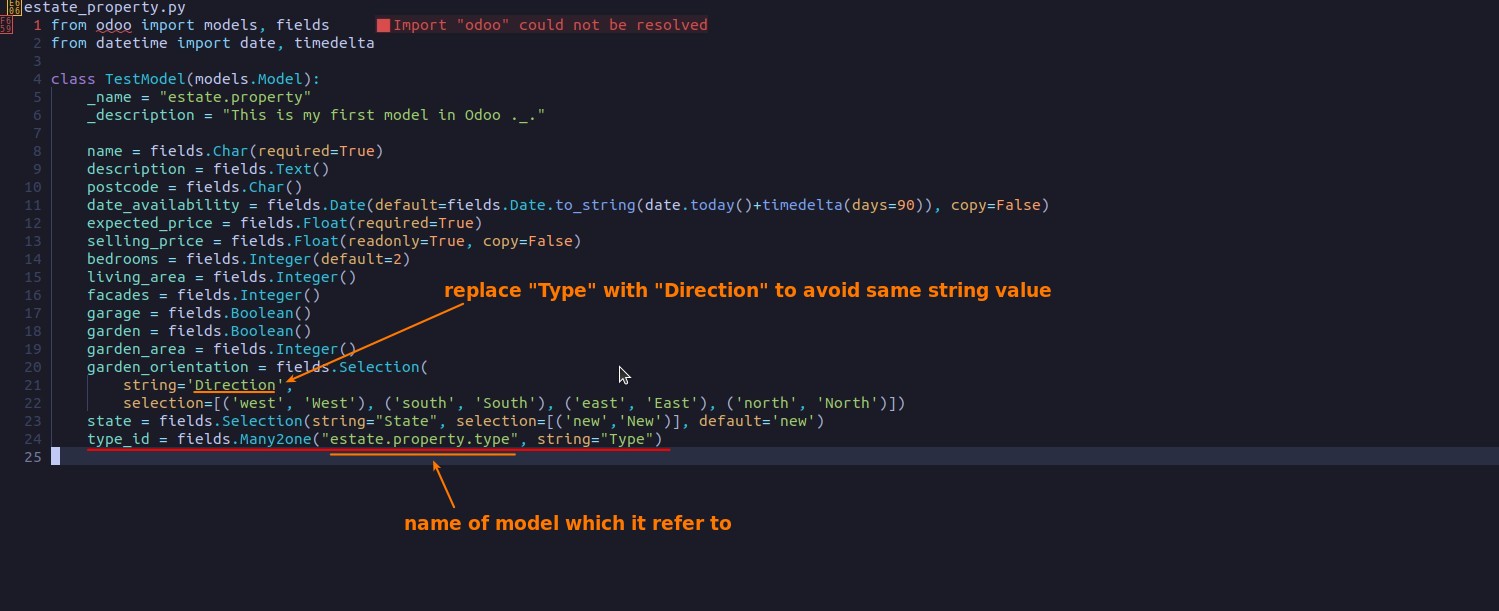 estate_property.py
1 from odoo import models, fields Import "odoo" could not be resolved
2 from datetime import date, timedelta
3
4 class TestModel(models.Model):
5 _name = "estate.property"
6 _description = "This is my first model in Odoo ._."
7
8 name = fields.Char(required=True)
9 description = fields.Text()
10 postcode = fields.Char()
11 date_availability = fields.Date(default=fields.Date.to_string(date.today()+timedelta(days=90)), copy=False)
12 expected_price = fields.Float(required=True)
13 selling_price = fields.Float(readonly=True, copy=False)
14 bedrooms = fields.Integer(default=2)
15 living_area = fields.Integer()
replace "Type" with "Direction" to avoid same string value
16 facades = fields.Integer()
17 garage = fields.Boolean()
18 garden = fields.Boolean()
19 garden_area = fields.Integer()
20 garden_orientation = fields.Selection(
21 string='Direction',
22 selection=[('west', 'West'), ('south', 'South'), ('east', 'East'), ('north', 'North')])
23 state = fields.Selection(string="State", selection=[('new','New')], default='new')
24 type_id = fields.Many2one("estate.property.type", string="Type")
25
name of model which it refer to